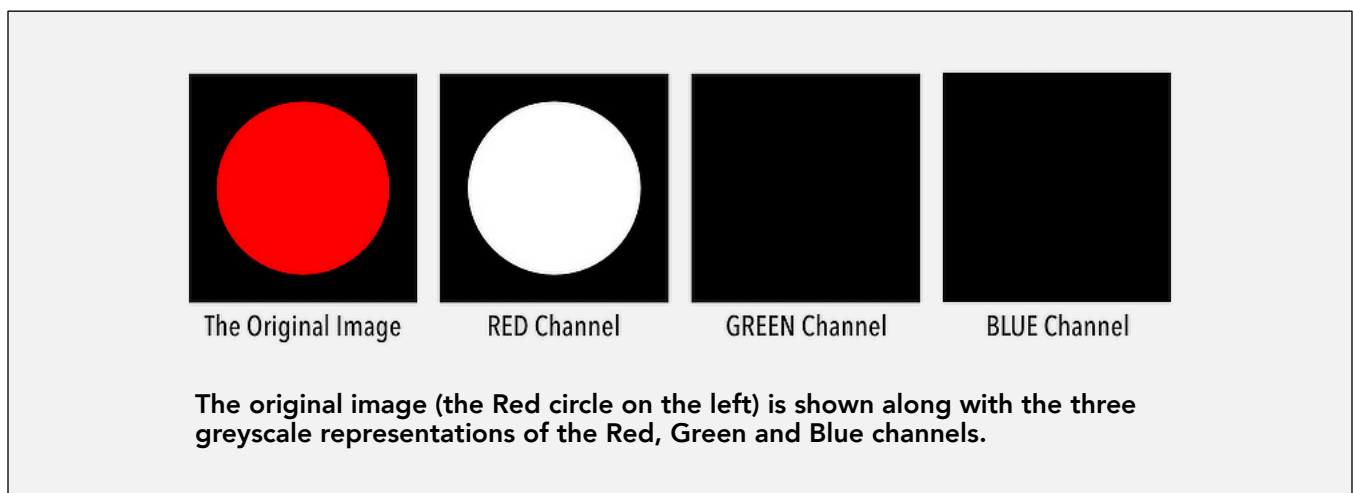 The Original Image
RED Channel
GREEN Channel
BLUE Channel
The original image (the Red circle on the left) is shown along with the three
greyscale representations of the Red, Green and Blue channels.